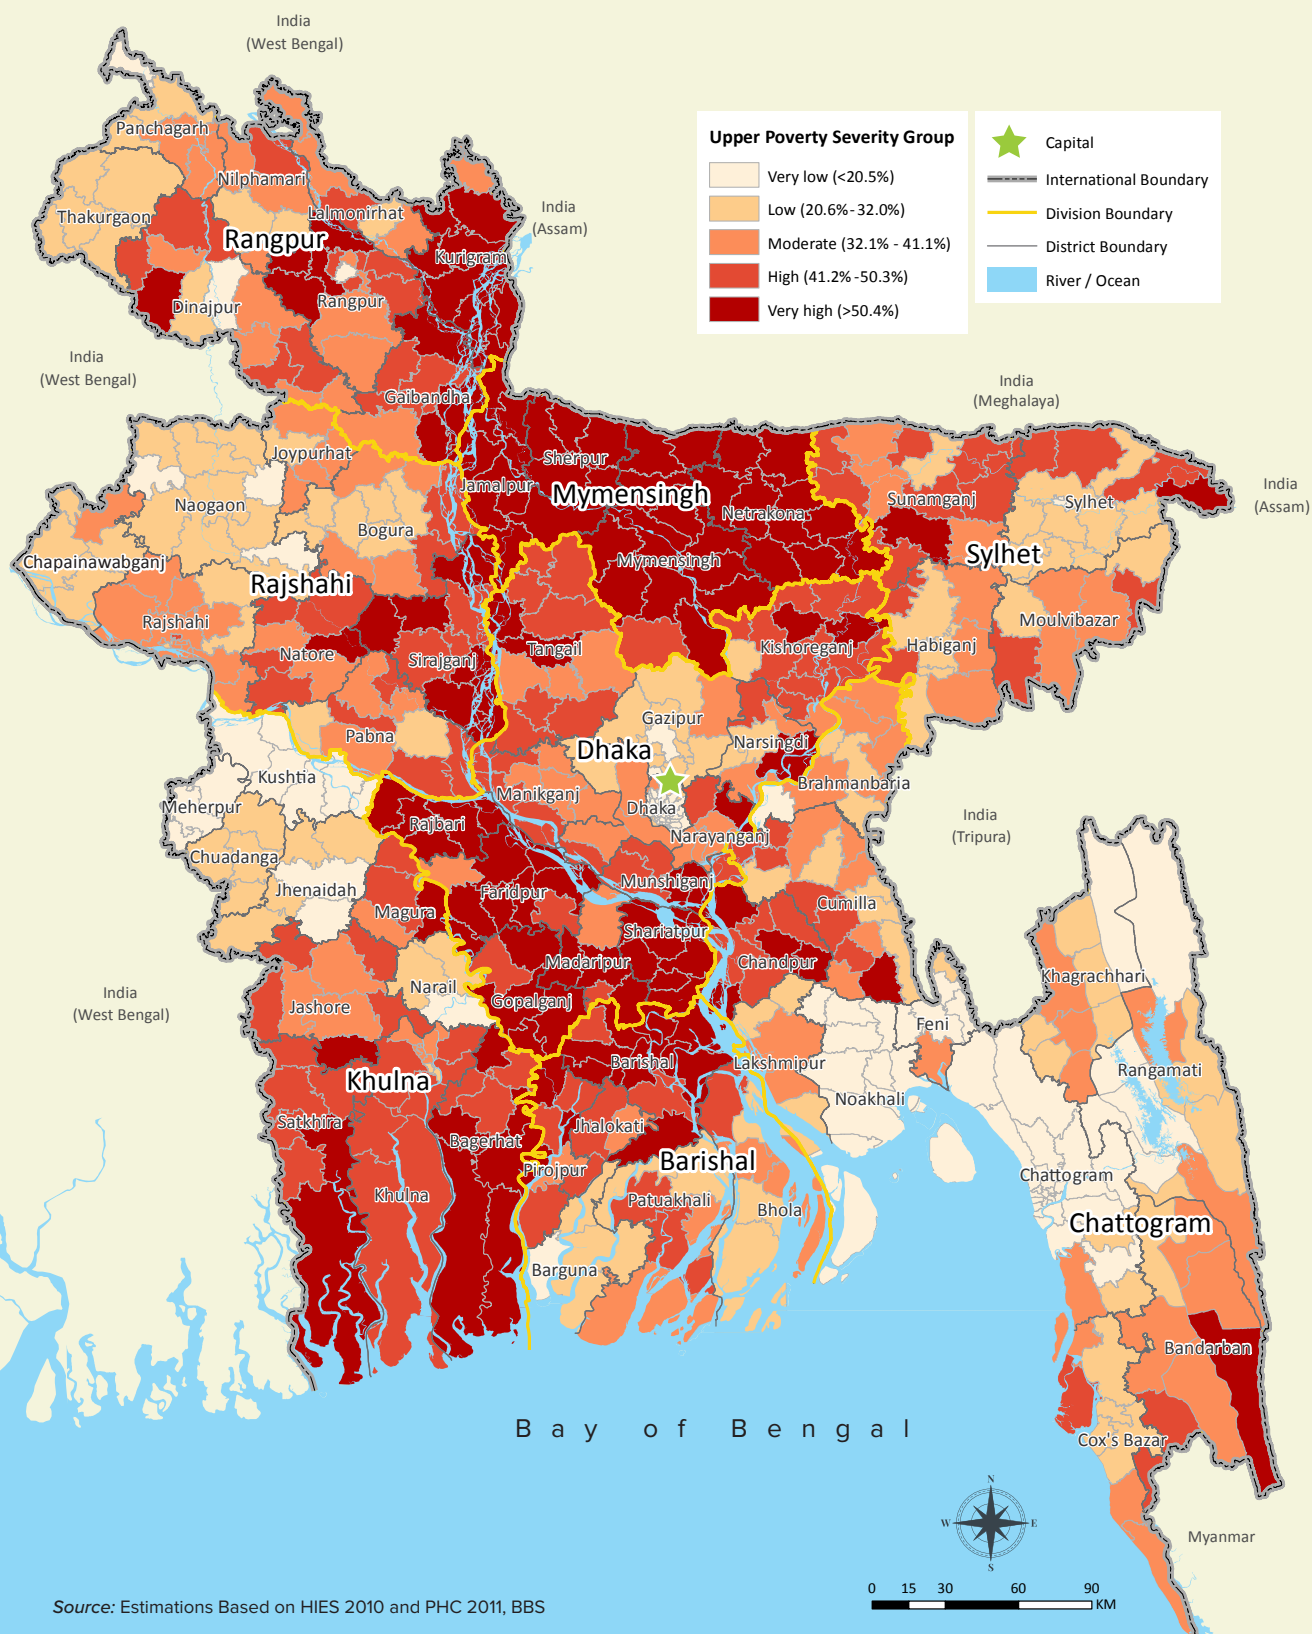 India
(West Bengal)
Upper Poverty Severity Group
Very low (<20.5%)
Low (20.6%- 32.0%)
Moderate (32.1% - 41.1%)
High (41.2% -50.3%)
Very high (>50.4%)
Capital
International Boundary
Division Boundary
District Boundary
River / Ocean
Panchagarh
Nilphamari
Thakurgaon
Lalmonirhat
India
(Assam)
Rangpur
Kurigram
Dinajpur
Rangpur
India
(West Bengal)
Gaibandha
India
(Meghalaya)
Joypurhat
Sherpur
Jamalpur
Mymensingh
Naogaon
Netrakona
Sunamganj
Sylhet
India
(Assam)
Bogura
Chapainawabganj
Mymensingh
Sylhet
Rajshahi
Rajshahi
Moulvibazar
Natore
Sirajganj
Tangail
Kishoreganj
Habiganj
Gazipur
Pabna
Dhaka
Narsingdi
Kushtia
Brahmanbaria
Meherpur
Manikganj
Dhaka
Rajbari
Narayanganj
India
(Tripura)
Chuadanga
Jhenaidah
Faridpur
Munshiganj
Magura
Cumilla
Shariatpur
Madaripur
Chandpur
Khagrachhari
India
(West Bengal)
Narail
Jashore
Gopalganj
Feni
Barishal
Lakshmipur
Rangamati
Khulna
Noakhali
Satkhira
Jhalokati
Bagerhat
Barishal
Pirojpur
Chattogram
Khulna
Patuakhali
Bhola
Chattogram
Barguna
Bandarban
Bay of Bengal
Cox's Bazar
N
W
E
S
Myanmar
0 15 30 60 90
KM
Source: Estimations Based on HIES 2010 and PHC 2011, BBS